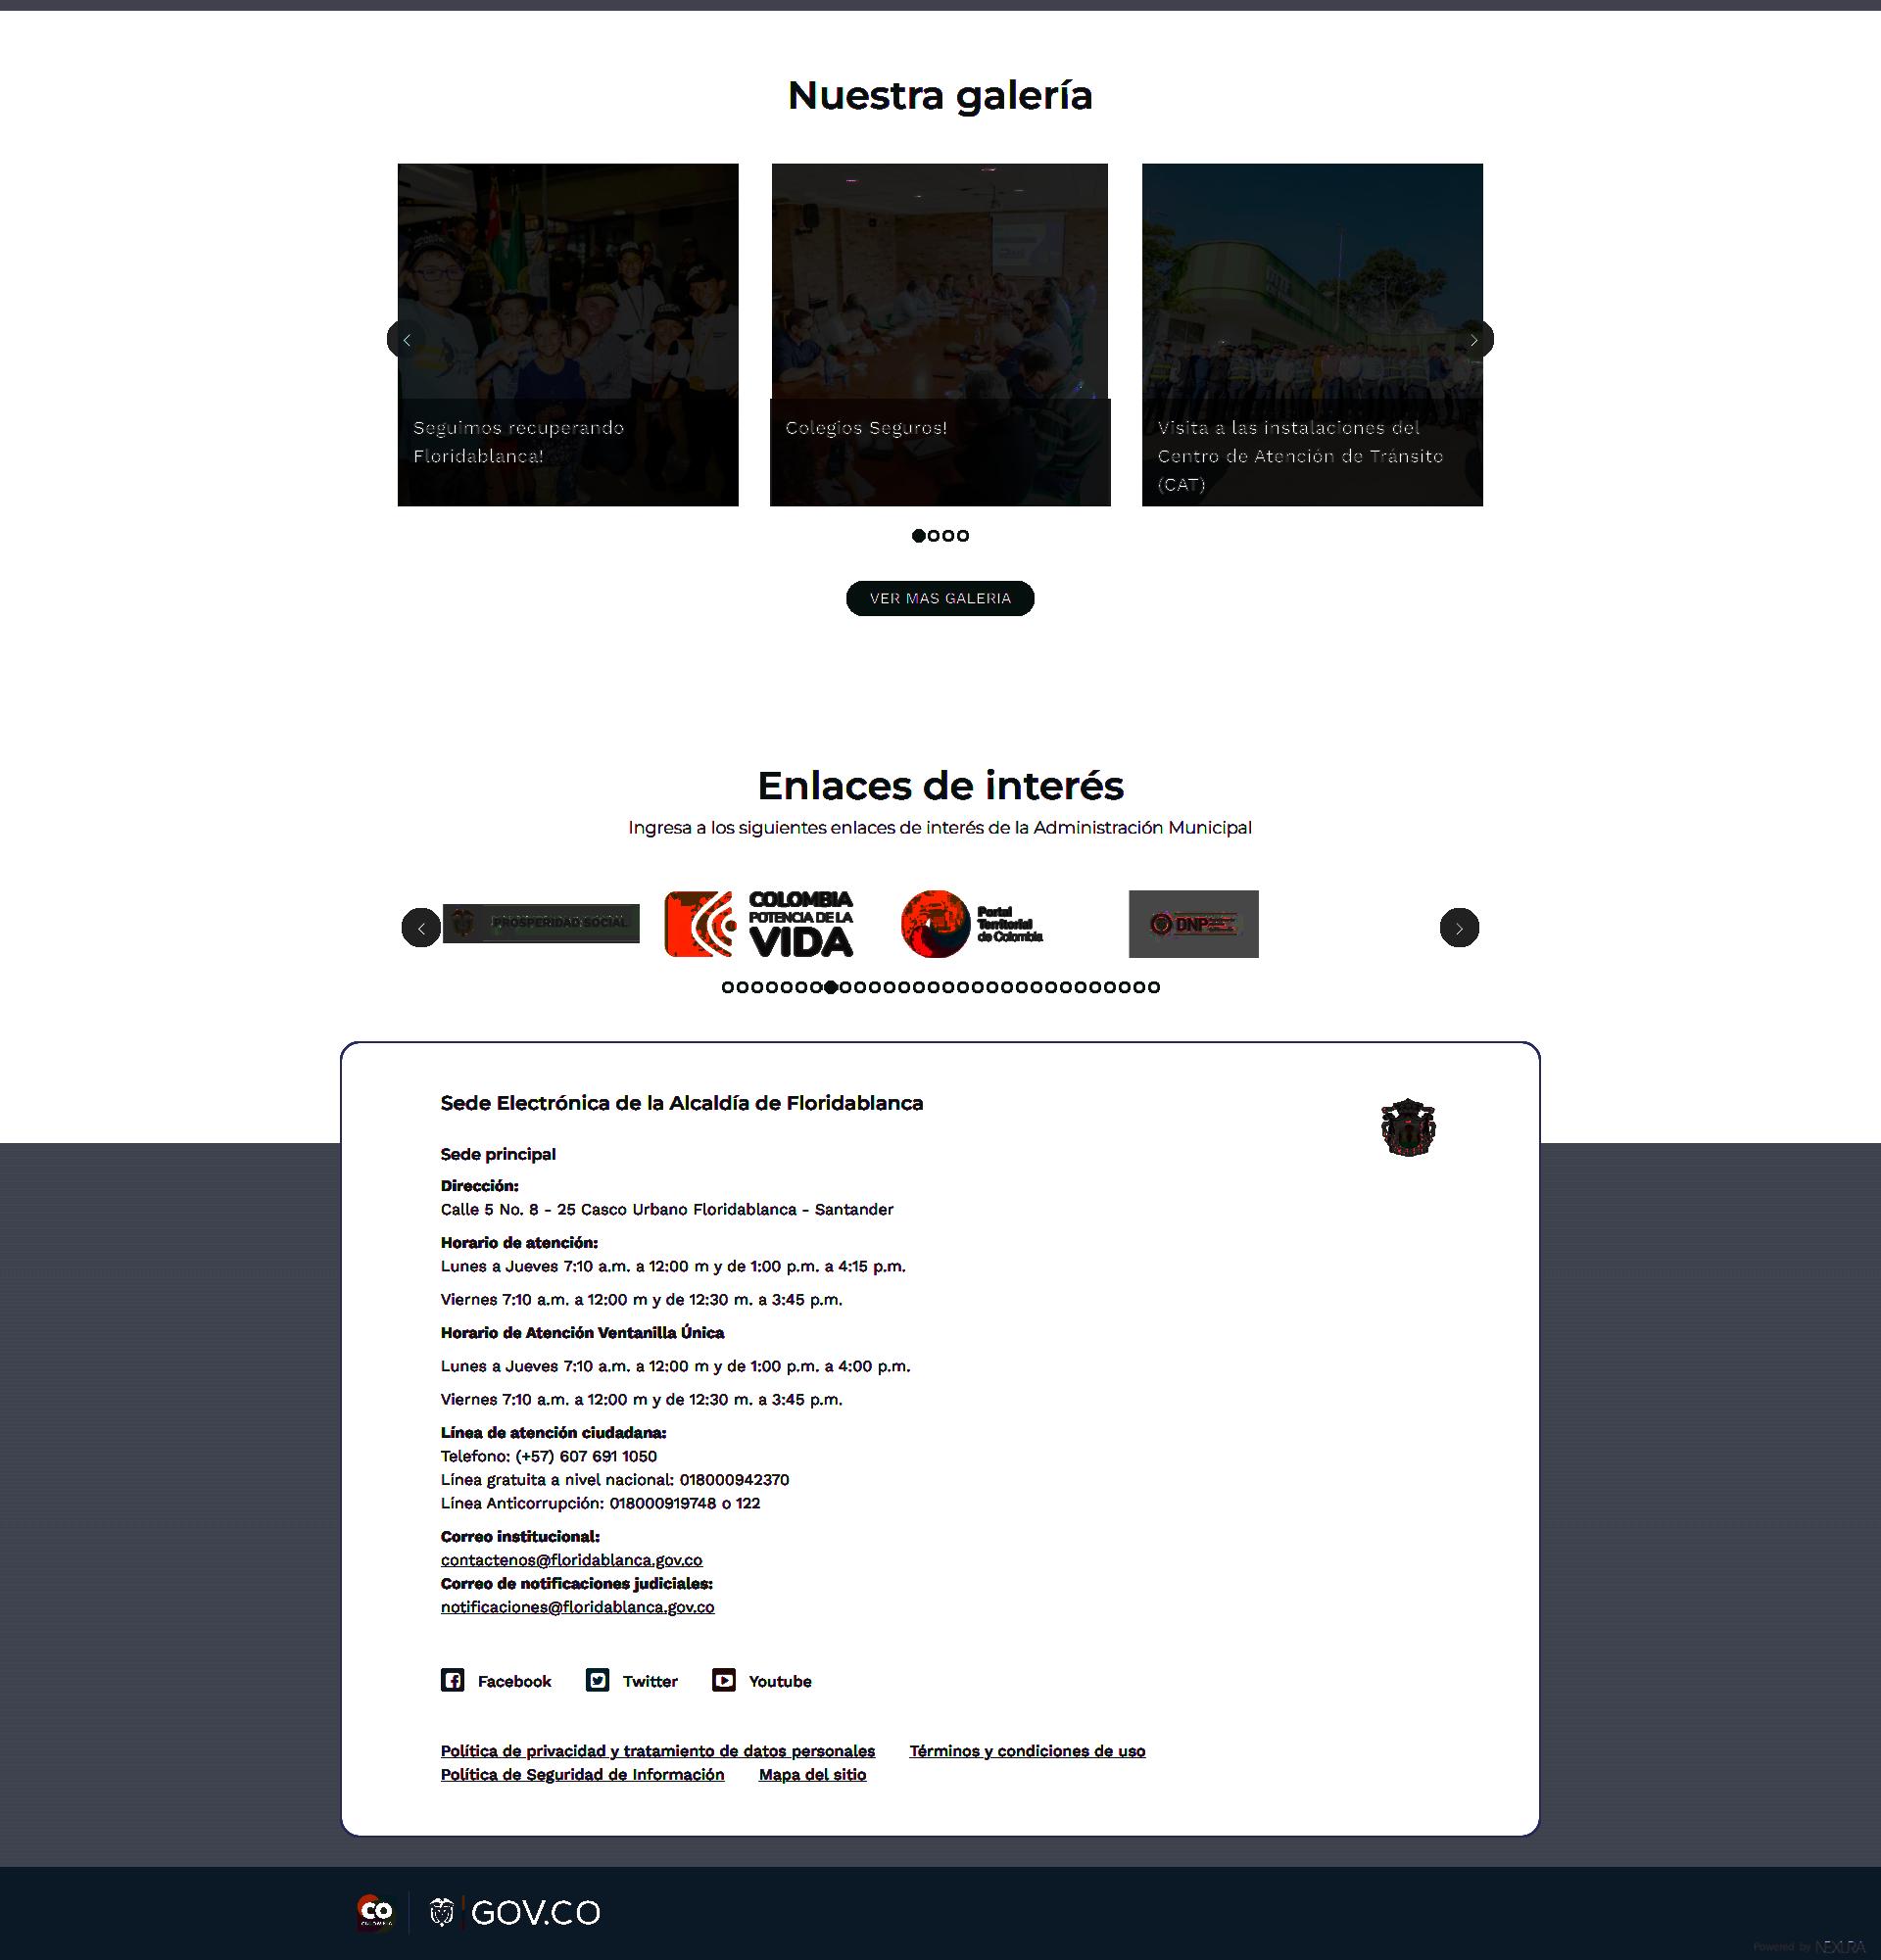 Nuestra galería
Seguimos recuperando
Floridablanca!
Colegios Seguros!
Visita a las instalaciones del
Centro de Atención de Tránsito
(CAT)
VER MAS GALERIA
Enlaces de interés
Ingresa a los siguientes enlaces de interés de la Administración Municipal
PROSPERIDAD SOCIAL
COLOMBIA
POTENCIA DE LA
VIDA
Portal
Territorial
de Colombia
DNP
Sede Electrónica de la Alcaldía de Floridablanca
Sede principal
Dirección:
Calle 5 No. 8 - 25 Casco Urbano Floridablanca - Santander
Horario de atención:
Lunes a Jueves 7:10 a.m. a 12:00 m y de 1:00 p.m. a 4:15 p.m.
Viernes 7:10 a.m. a 12:00 m y de 12:30 m. a 3:45 p.m.
Horario de Atención Ventanilla Única
Lunes a Jueves 7:10 a.m. a 12:00 m y de 1:00 p.m. a 4:00 p.m.
Viernes 7:10 a.m. a 12:00 m y de 12:30 m. a 3:45 p.m.
Línea de atención ciudadana:
Telefono: (+57) 607 691 1050
Línea gratuita a nivel nacional: 018000942370
Línea Anticorrupción: 018000919748 o 122
Correo institucional:
contactenos@floridablanca.gov.co
Correo de notificaciones judiciales:
notificaciones@floridablanca.gov.co
Facebook Twitter Youtube
Política de privacidad y tratamiento de datos personales Términos y condiciones de uso
Política de Seguridad de Información Mapa del sitio
CO
COLOMBIA
GOV.CO
Powered by NEXURA